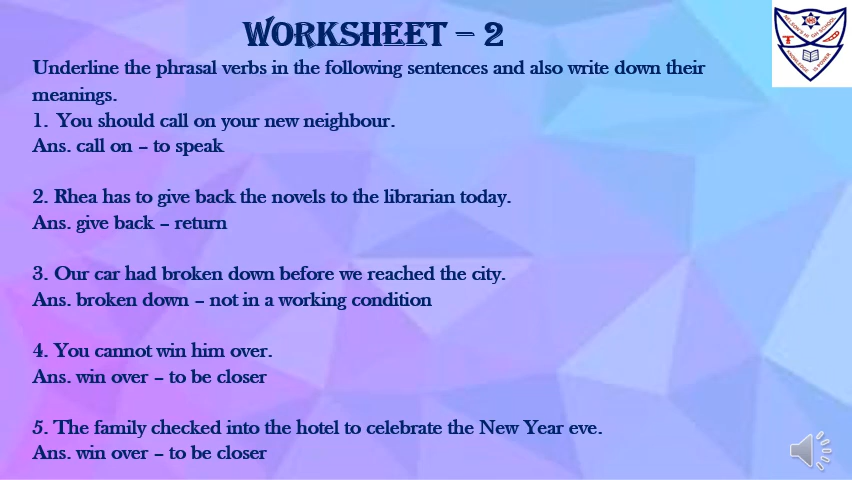 WORKSHEET – 2
Underline the phrasal verbs in the following sentences and also write down their
meanings.
1. You should call on your new neighbour.
Ans. call on – to speak
2. Rhea has to give back the novels to the librarian today.
Ans. give back – return
3. Our car had broken down before we reached the city.
Ans. broken down – not in a working condition
4. You cannot win him over.
Ans. win over – to be closer
5. The family checked into the hotel to celebrate the New Year eve.
Ans. win over – to be closer
KNOWLEDGE IS POWER